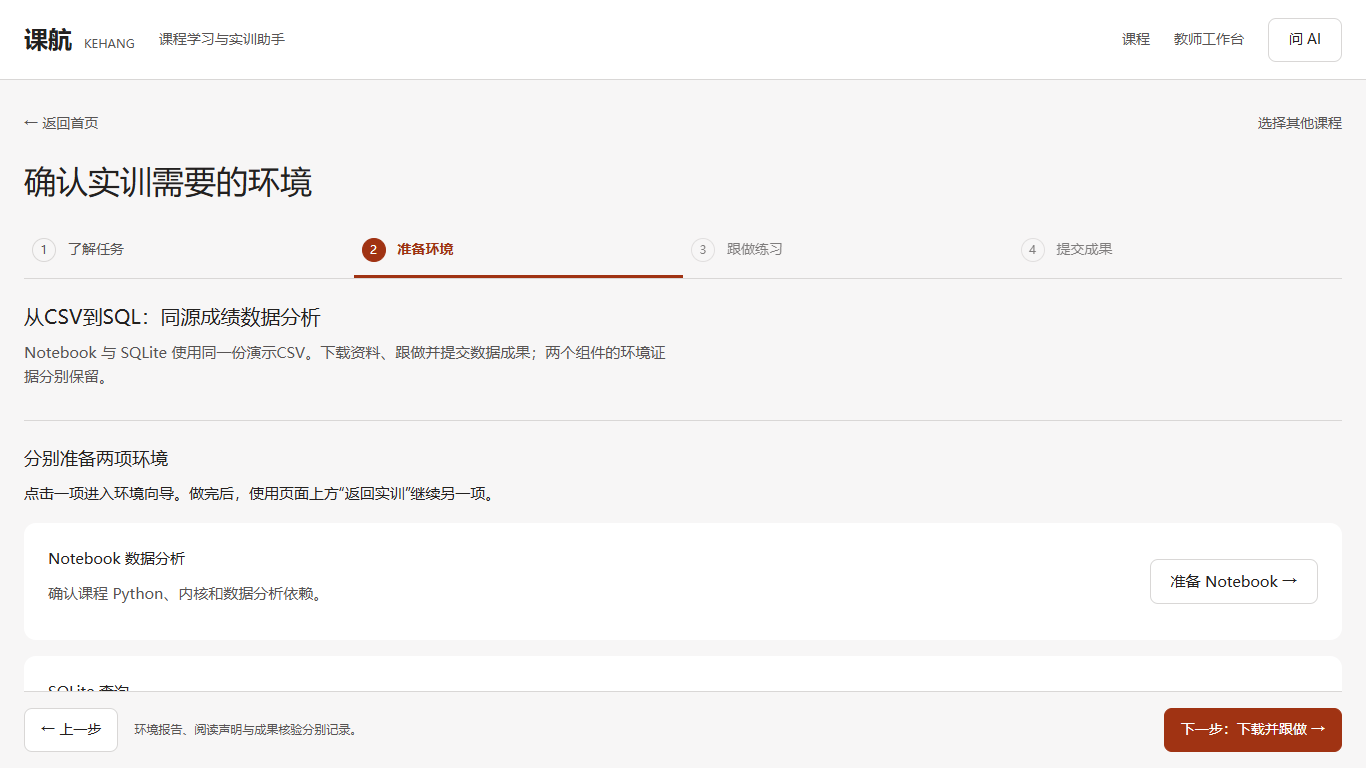 课航 KEHANG 课程学习与实训助手 课程 教师工作台 问 AI
← 返回首页 选择其他课程
确认实训需要的环境
1 了解任务 2 准备环境 3 跟做练习 4 提交成果
从CSV到SQL：同源成绩数据分析
Notebook 与 SQLite 使用同一份演示CSV。下载资料、跟做并提交数据成果；两个组件的环境证
据分别保留。
分别准备两项环境
点击一项进入环境向导。做完后，使用页面上方“返回实训”继续另一项。
Notebook 数据分析
确认课程 Python、内核和数据分析依赖。
准备 Notebook →
SQLite 查询
← 上一步 环境报告、阅读声明与成果核验分别记录。 下一步：下载并跟做 →